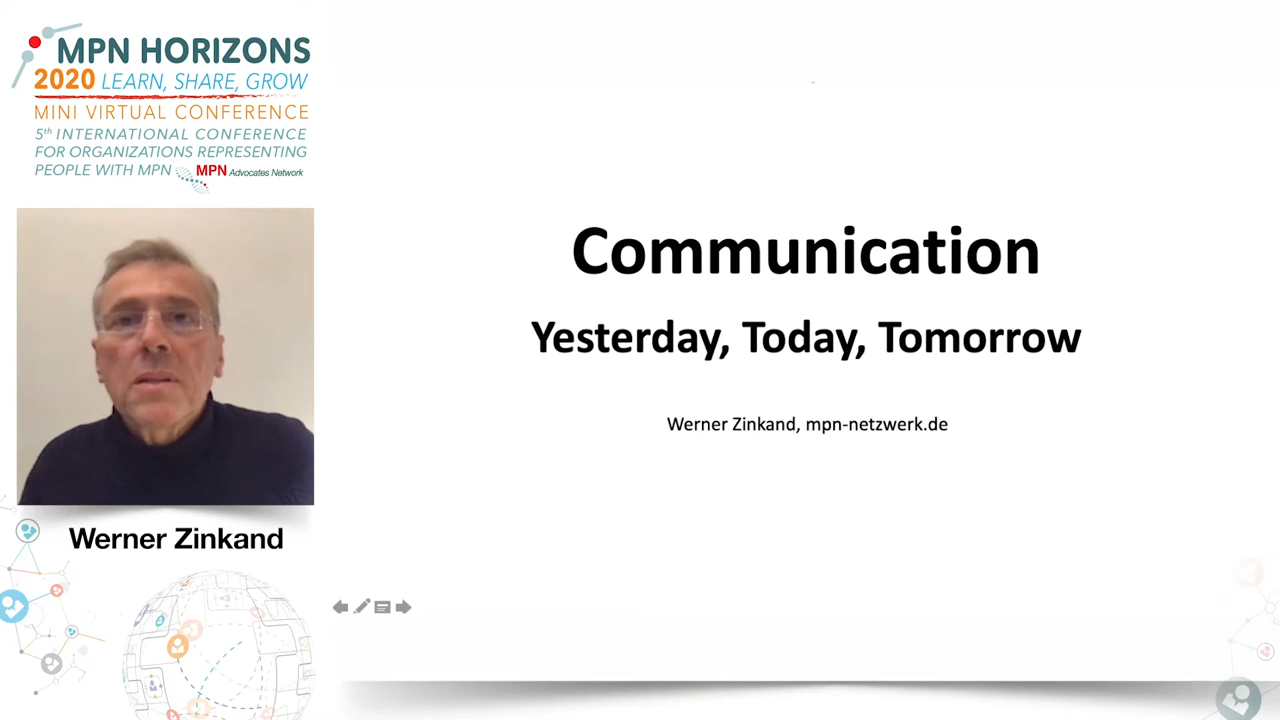 MPN HORIZONS
2020 LEARN, SHARE, GROW
MINI VIRTUAL CONFERENCE
5th INTERNATIONAL CONFERENCE
FOR ORGANIZATIONS REPRESENTING
PEOPLE WITH MPN MPN Advocates Network
Werner Zinkand
Communication
Yesterday, Today, Tomorrow
Werner Zinkand, mpn-netzwerk.de